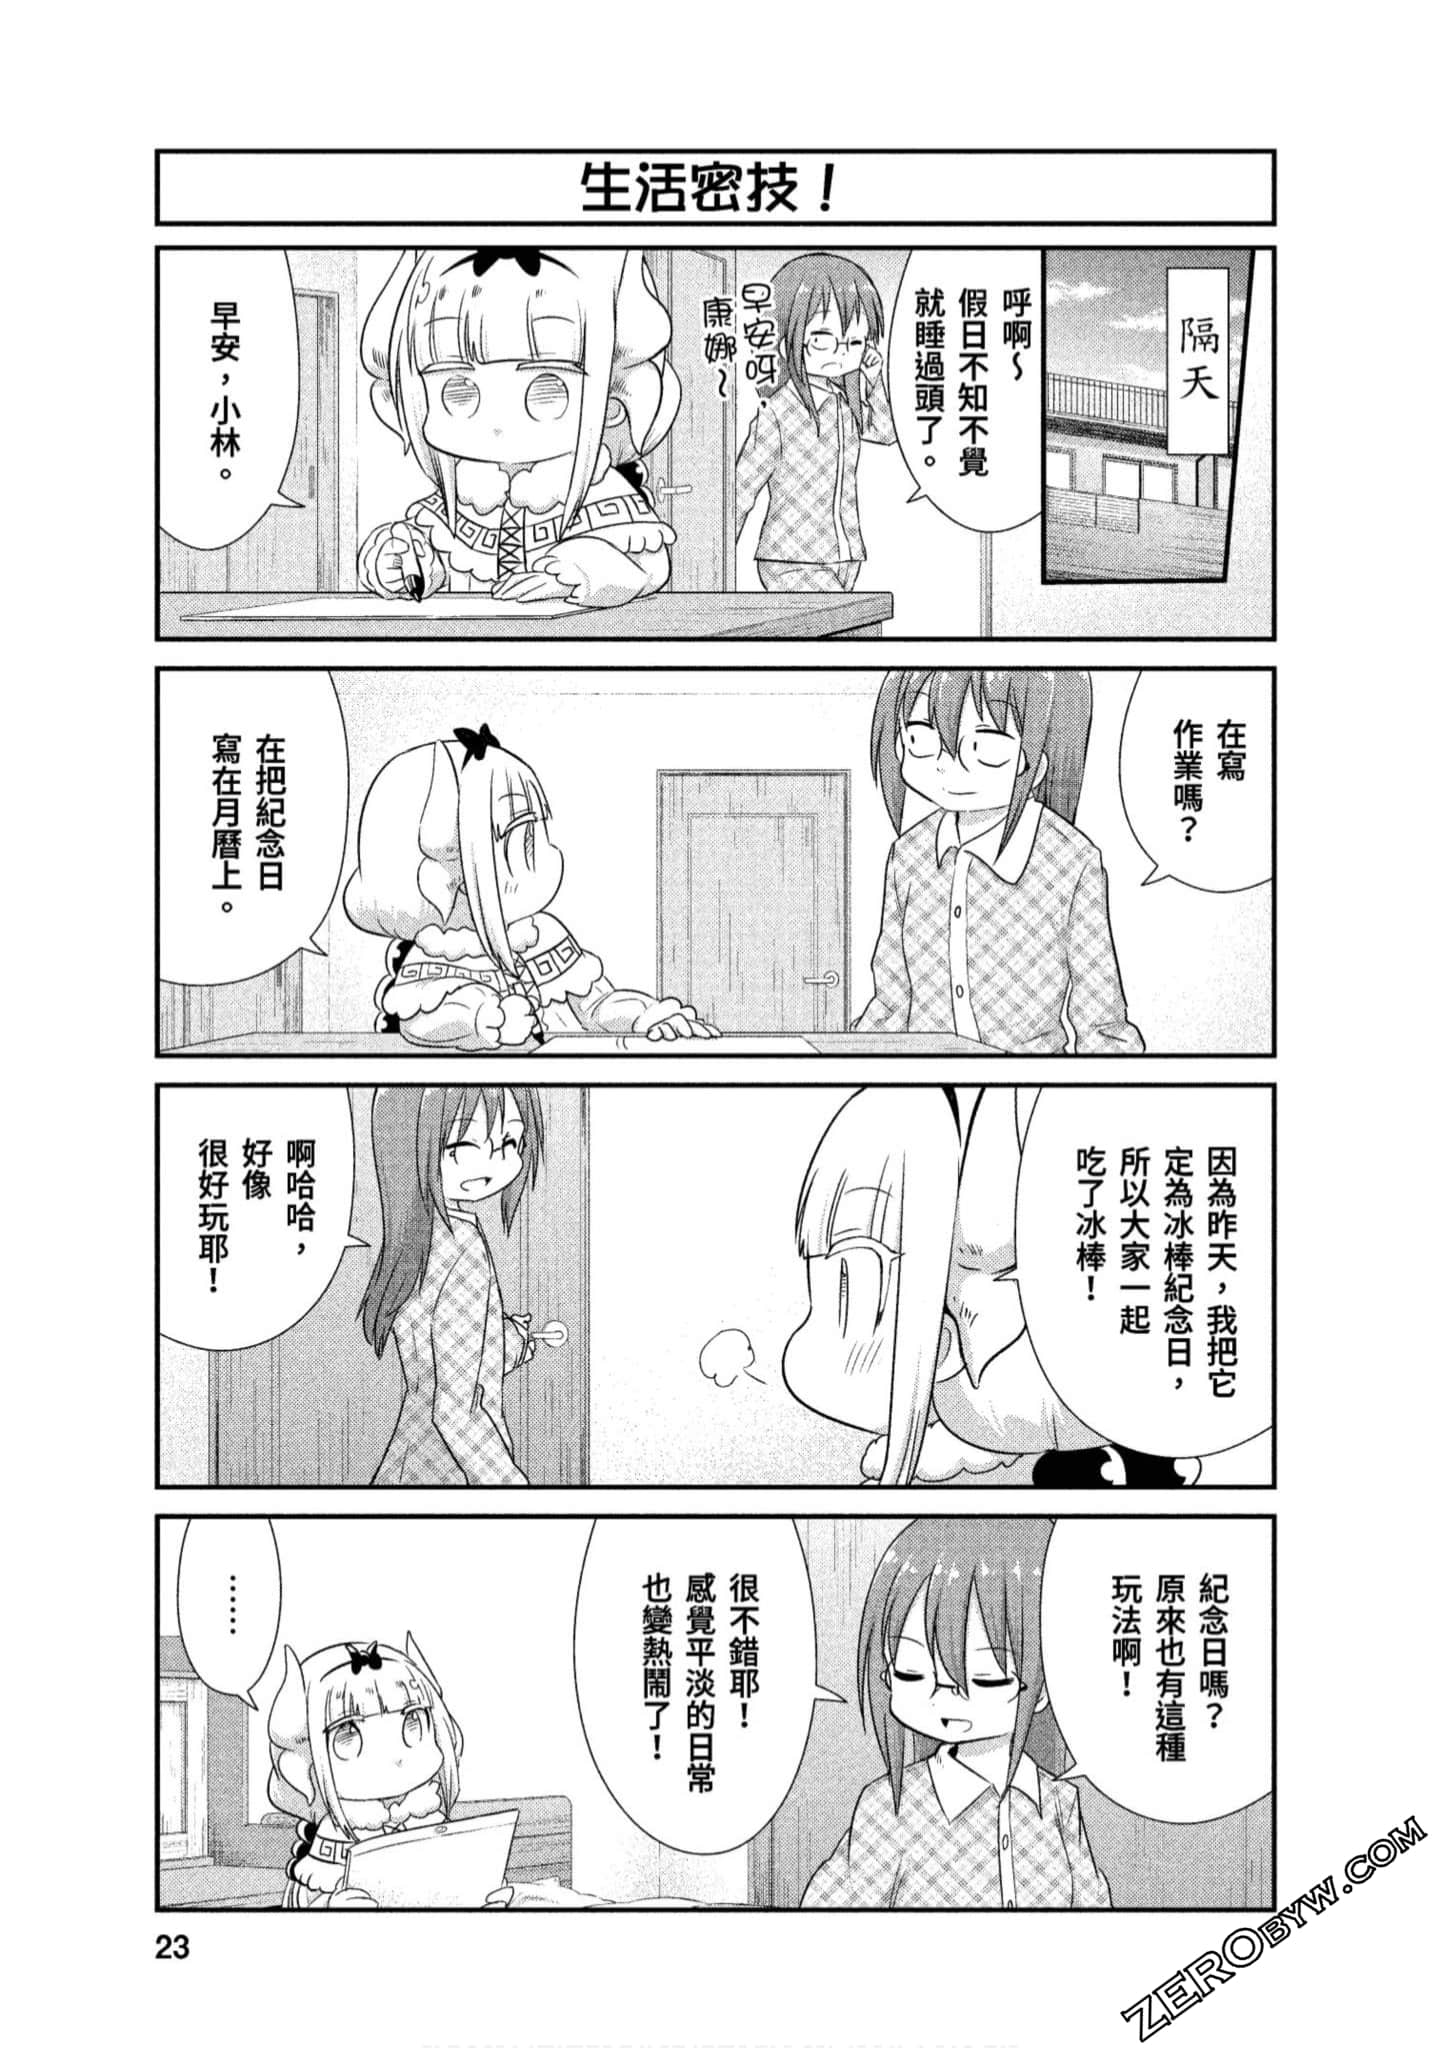 生活密技！
隔天
呼啊～
假日不知不覺
就睡過頭了。
早安呀，
康娜～
早安，小林。
在寫
作業嗎？
在把紀念日
寫在月曆上。
因為昨天，我把它
定為冰棒紀念日，
所以大家一起
吃了冰棒！
啊哈哈，
好像
很好玩耶！
紀念日嗎？
原來也有這種
玩法啊！
很不錯耶！
感覺平淡的日常
也變熱鬧了！
……
23
ZEROBYW.COM